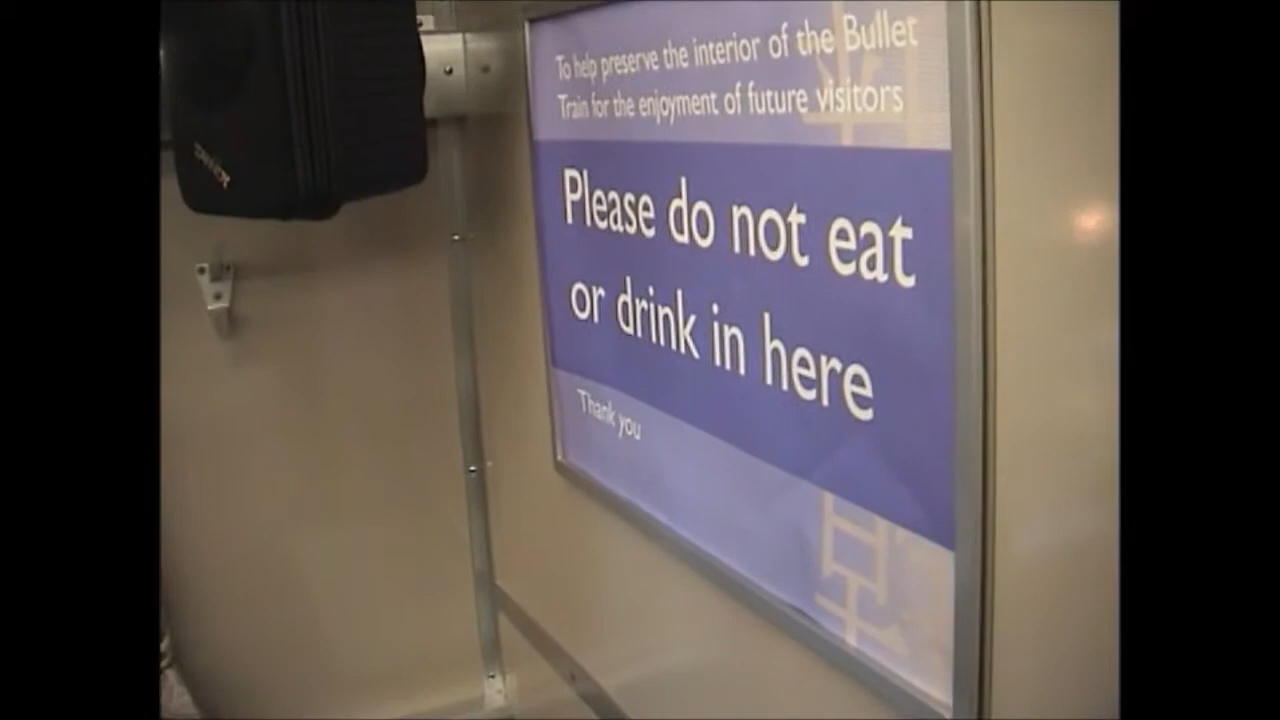 To help preserve the interior of the Bullet
Train for the enjoyment of future visitors
Please do not eat
or drink in here
Thank you